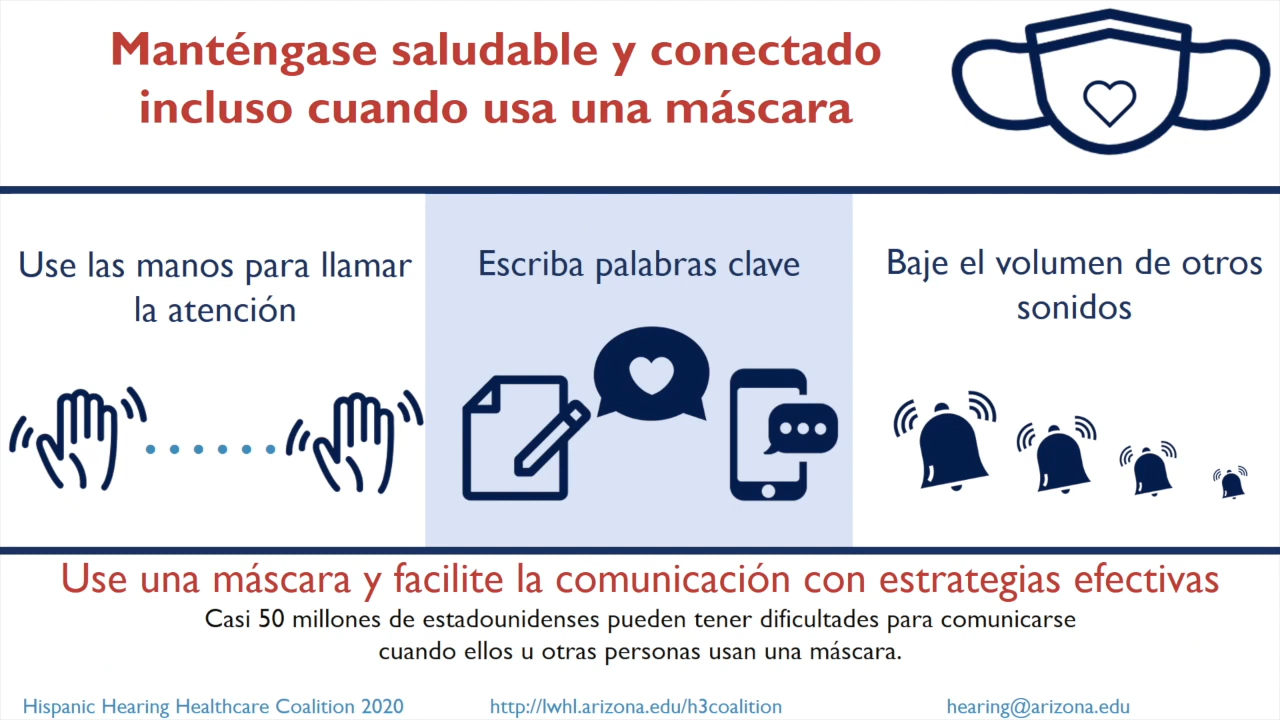 Manténgase saludable y conectado
incluso cuando usa una máscara
Use las manos para llamar
la atención
Escriba palabras clave
Baje el volumen de otros
sonidos
Use una máscara y facilite la comunicación con estrategias efectivas
Casi 50 millones de estadounidenses pueden tener dificultades para comunicarse
cuando ellos u otras personas usan una máscara.
Hispanic Hearing Healthcare Coalition 2020
http://lwhl.arizona.edu/h3coalition
hearing@arizona.edu